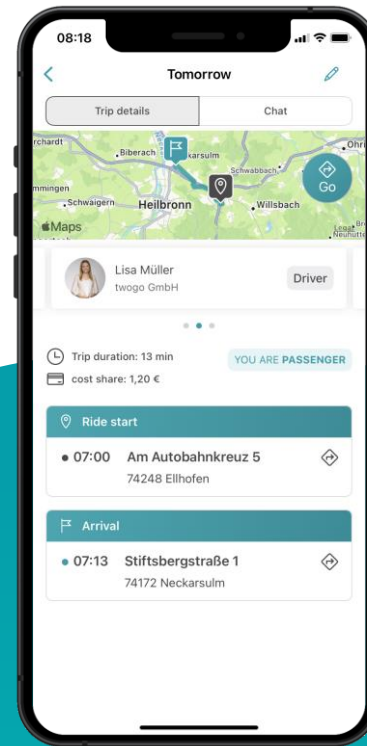 08:18
Tomorrow
Trip details
Chat
Biberach
Schwabbach
Go
Schwaigern
Heilbronn
Willsbach
Maps
Lisa Müller
twogo GmbH
Driver
Trip duration: 13 min
YOU ARE PASSENGER
cost share: 1,20 €
Ride start
07:00 Am Autobahnkreuz 5
74248 Ellhofen
Arrival
07:13 Stiftsbergstraße 1
74172 Neckarsulm